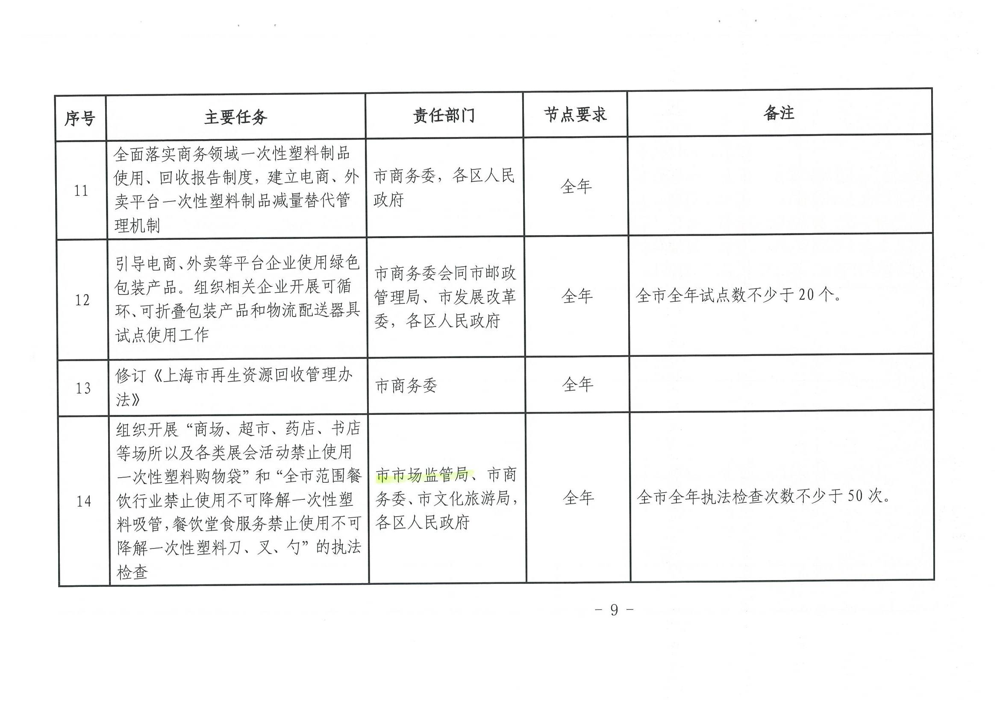 序号 主要任务 责任部门 节点要求 备注
11
全面落实商务领域一次性塑料制品
使用、回收报告制度，建立电商、外
卖平台一次性塑料制品减量替代管
理机制
市商务委，各区人民
政府
全年
12
引导电商、外卖等平台企业使用绿色
包装产品。组织相关企业开展可循
环、可折叠包装产品和物流配送器具
试点使用工作
市商务委会同市邮政
管理局、市发展改革
委，各区人民政府
全年
全市全年试点数不少于20个。
13
修订《上海市再生资源回收管理办
法》
市商务委
全年
14
组织开展“商场、超市、药店、书店
等场所以及各类展会活动禁止使用
一次性塑料购物袋”和“全市范围餐
饮行业禁止使用不可降解一次性塑
料吸管，餐饮堂食服务禁止使用不可
降解一次性塑料刀、叉、勺”的执法
检查
市市场监管局、市商
务委、市文化旅游局，
各区人民政府
全年
全市全年执法检查次数不少于50次。
- 9 -